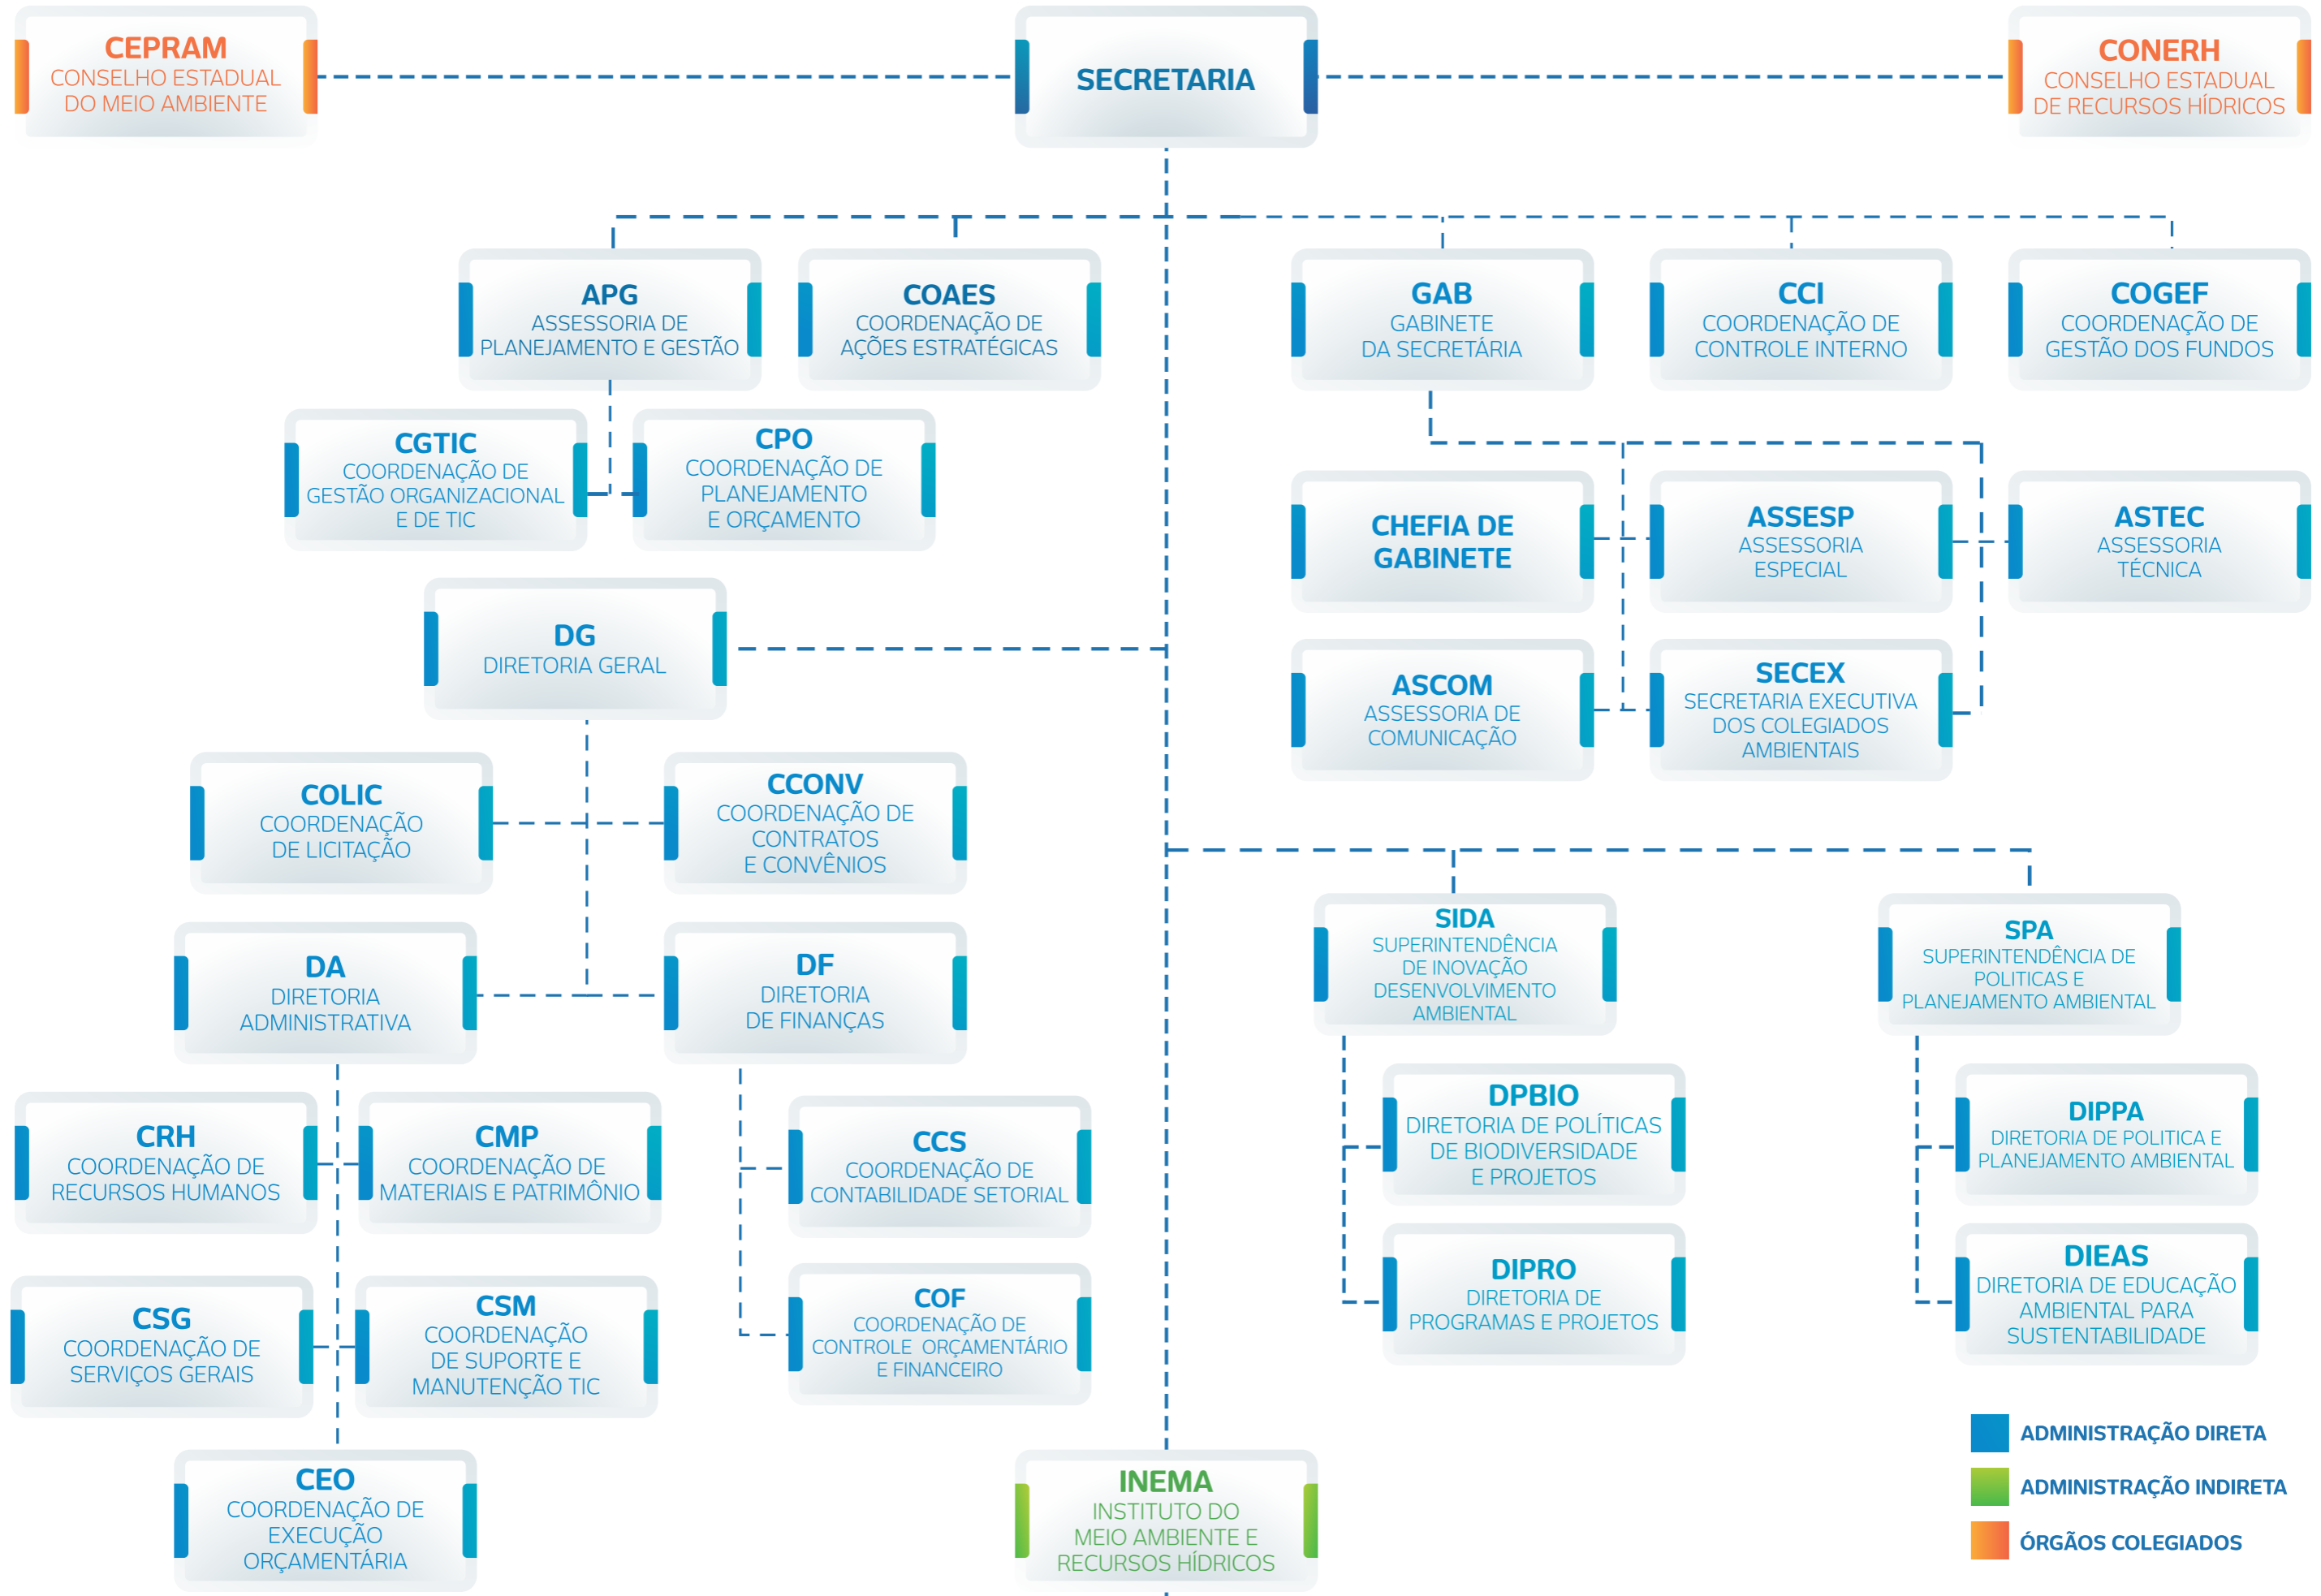 CEPRAM
CONSELHO ESTADUAL
DO MEIO AMBIENTE
SECRETARIA
CONERH
CONSELHO ESTADUAL
DE RECURSOS HÍDRICOS
APG
ASSESSORIA DE
PLANEJAMENTO E GESTÃO
COAES
COORDENAÇÃO DE
AÇÕES ESTRATÉGICAS
GAB
GABINETE
DA SECRETÁRIA
CCI
COORDENAÇÃO DE
CONTROLE INTERNO
COGEF
COORDENAÇÃO DE
GESTÃO DOS FUNDOS
CGTIC
COORDENAÇÃO DE
GESTÃO ORGANIZACIONAL
E DE TIC
CPO
COORDENAÇÃO DE
PLANEJAMENTO
E ORÇAMENTO
CHEFIA DE
GABINETE
ASSESP
ASSESSORIA
ESPECIAL
ASTEC
ASSESSORIA
TÉCNICA
DG
DIRETORIA GERAL
ASCOM
ASSESSORIA DE
COMUNICAÇÃO
SECEX
SECRETARIA EXECUTIVA
DOS COLEGIADOS
AMBIENTAIS
COLIC
COORDENAÇÃO
DE LICITAÇÃO
CCONV
COORDENAÇÃO DE
CONTRATOS
E CONVÊNIOS
DA
DIRETORIA
ADMINISTRATIVA
DF
DIRETORIA
DE FINANÇAS
SIDA
SUPERINTENDÊNCIA
DE INOVAÇÃO
DESENVOLVIMENTO
AMBIENTAL
SPA
SUPERINTENDÊNCIA DE
POLITICAS E
PLANEJAMENTO AMBIENTAL
CRH
COORDENAÇÃO DE
RECURSOS HUMANOS
CMP
COORDENAÇÃO DE
MATERIAIS E PATRIMÔNIO
CCS
COORDENAÇÃO DE
CONTABILIDADE SETORIAL
DPBIO
DIRETORIA DE POLÍTICAS
DE BIODIVERSIDADE
E PROJETOS
DIPPA
DIRETORIA DE POLITICA E
PLANEJAMENTO AMBIENTAL
CSG
COORDENAÇÃO DE
SERVIÇOS GERAIS
CSM
COORDENAÇÃO
DE SUPORTE E
MANUTENÇÃO TIC
COF
COORDENAÇÃO DE
CONTROLE ORÇAMENTÁRIO
E FINANCEIRO
DIPRO
DIRETORIA DE
PROGRAMAS E PROJETOS
DIEAS
DIRETORIA DE EDUCAÇÃO
AMBIENTAL PARA
SUSTENTABILIDADE
CEO
COORDENAÇÃO DE
EXECUÇÃO
ORÇAMENTÁRIA
INEMA
INSTITUTO DO
MEIO AMBIENTE E
RECURSOS HÍDRICOS
ADMINISTRAÇÃO DIRETA
ADMINISTRAÇÃO INDIRETA
ÓRGÃOS COLEGIADOS